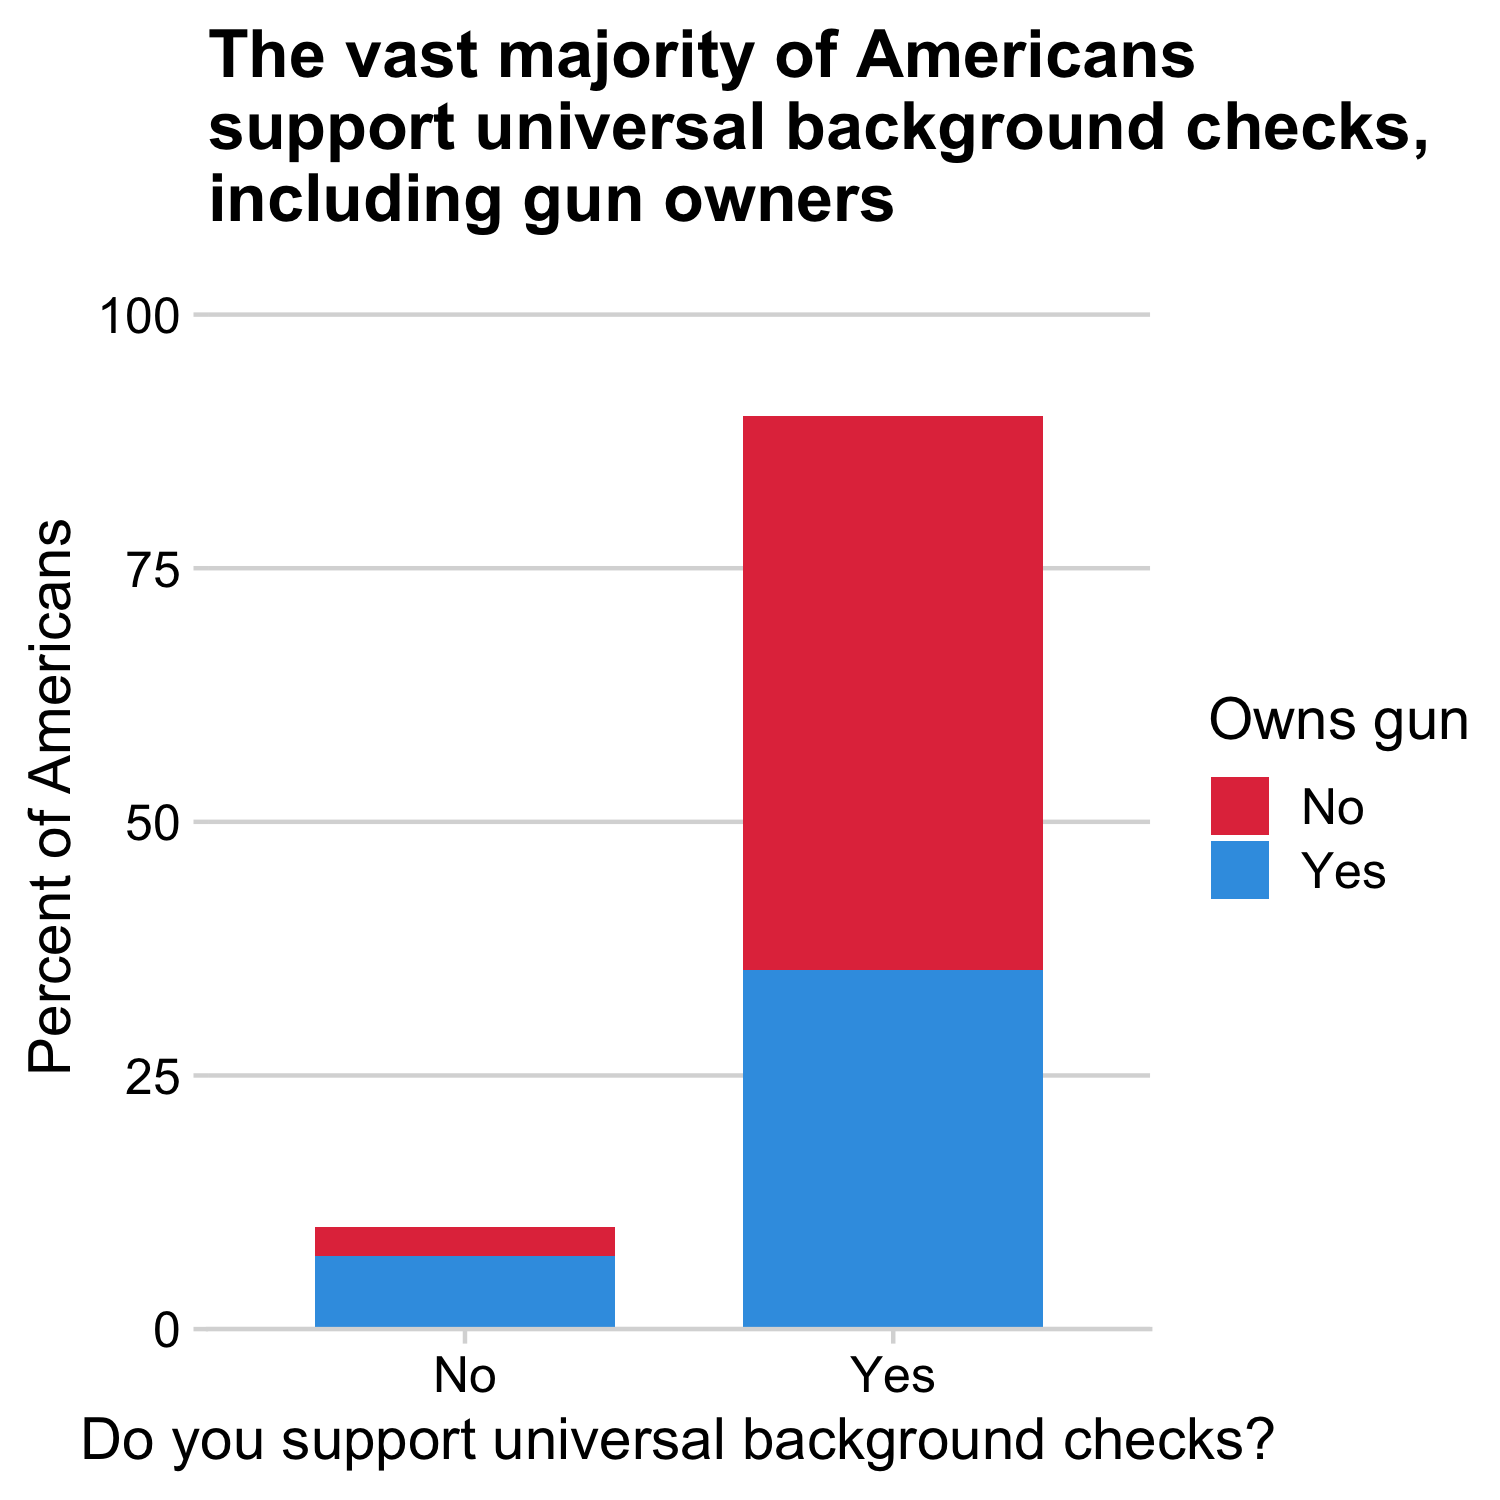 The vast majority of Americans
support universal background checks,
including gun owners
100
75
50
25
0
Percent of Americans
No
Yes
Do you support universal background checks?
Owns gun
No
Yes